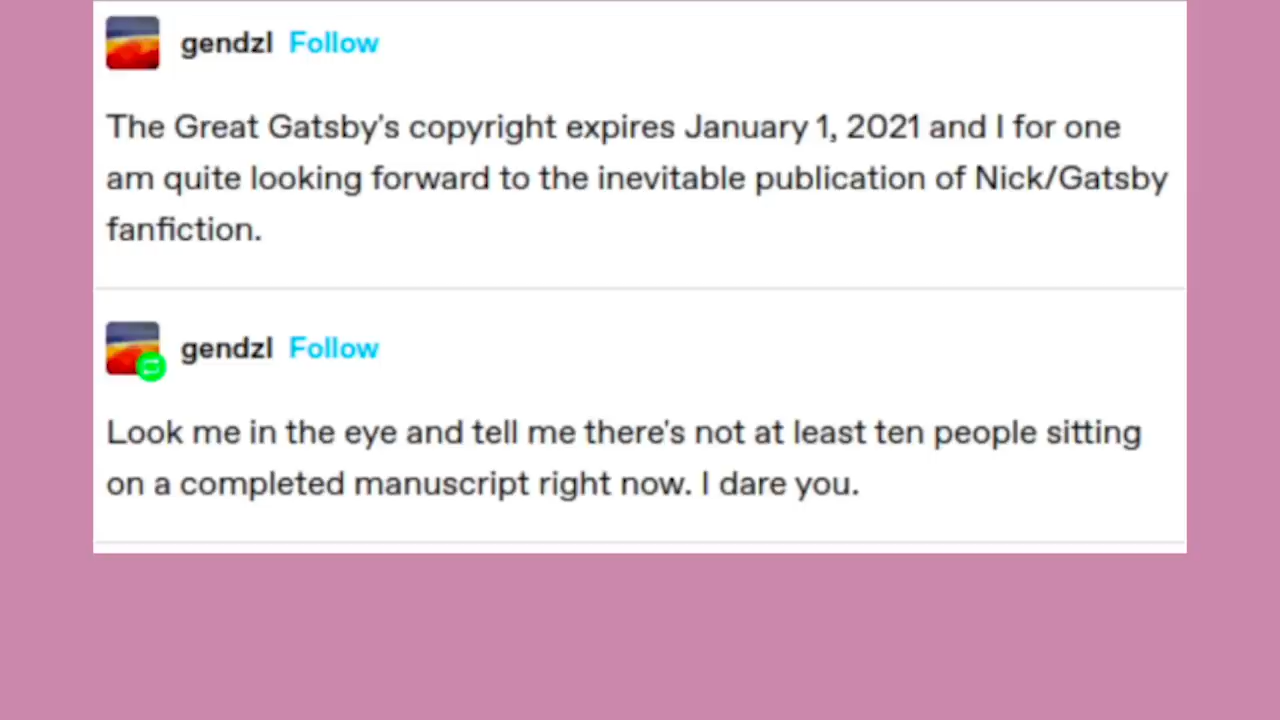 gendzl Follow
The Great Gatsby's copyright expires January 1, 2021 and I for one
am quite looking forward to the inevitable publication of Nick/Gatsby
fanfiction.
gendzl Follow
Look me in the eye and tell me there's not at least ten people sitting
on a completed manuscript right now. I dare you.